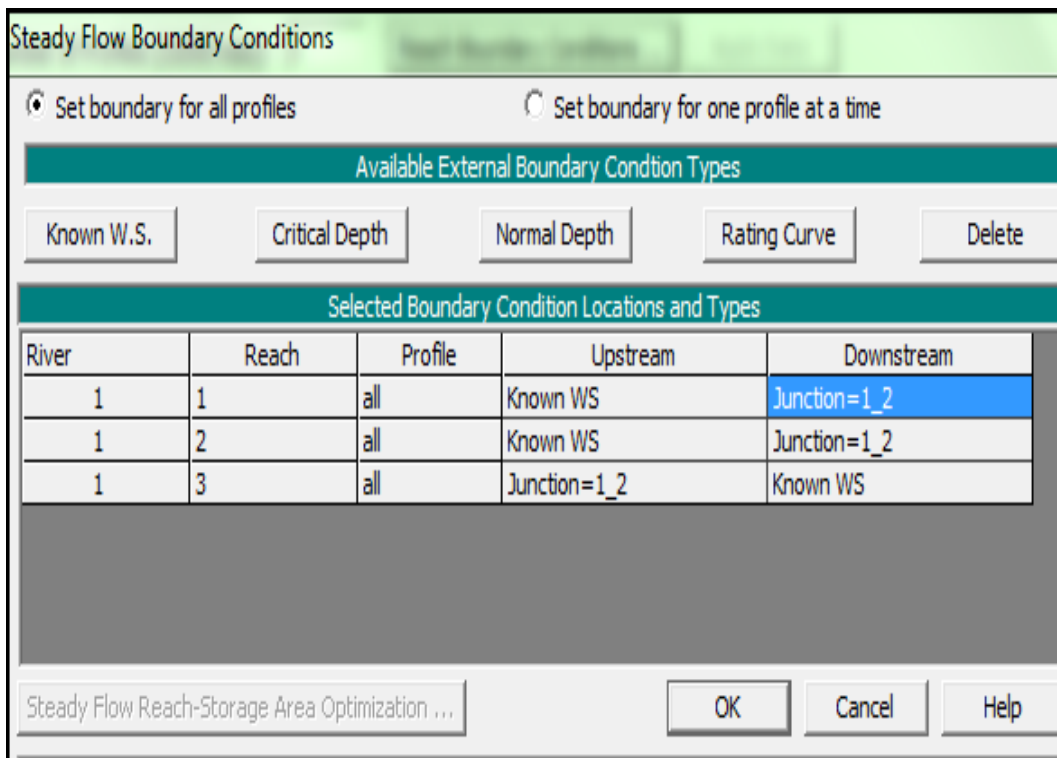 Steady Flow Boundary Conditions
Set boundary for all profiles Set boundary for one profile at a time
Available External Boundary Condtion Types
Known W.S. Critical Depth Normal Depth Rating Curve Delete
Selected Boundary Condition Locations and Types
River Reach Profile Upstream Downstream
1 1 all Known WS Junction=1_2
1 2 all Known WS Junction=1_2
1 3 all Junction=1_2 Known WS
Steady Flow Reach-Storage Area Optimization ... OK Cancel Help